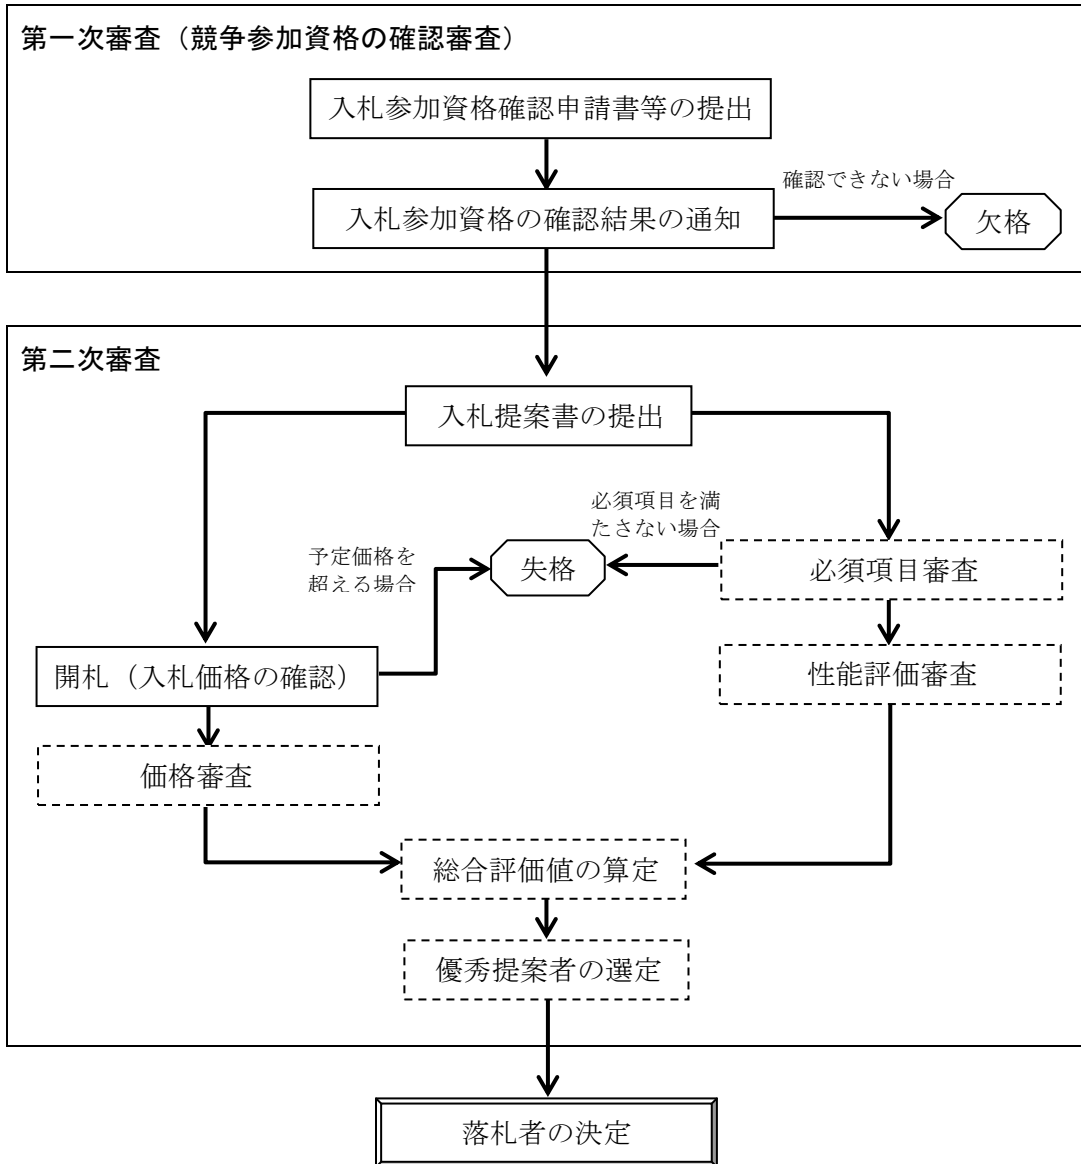 第一次審査（競争参加資格の確認審査）
入札参加資格確認申請書等の提出
確認できない場合
入札参加資格の確認結果の通知
欠格
第二次審査
入札提案書の提出
必須項目を満
たさない場合
予定価格を
超える場合
失格
必須項目審査
開札（入札価格の確認）
性能評価審査
価格審査
総合評価値の算定
優秀提案者の選定
落札者の決定